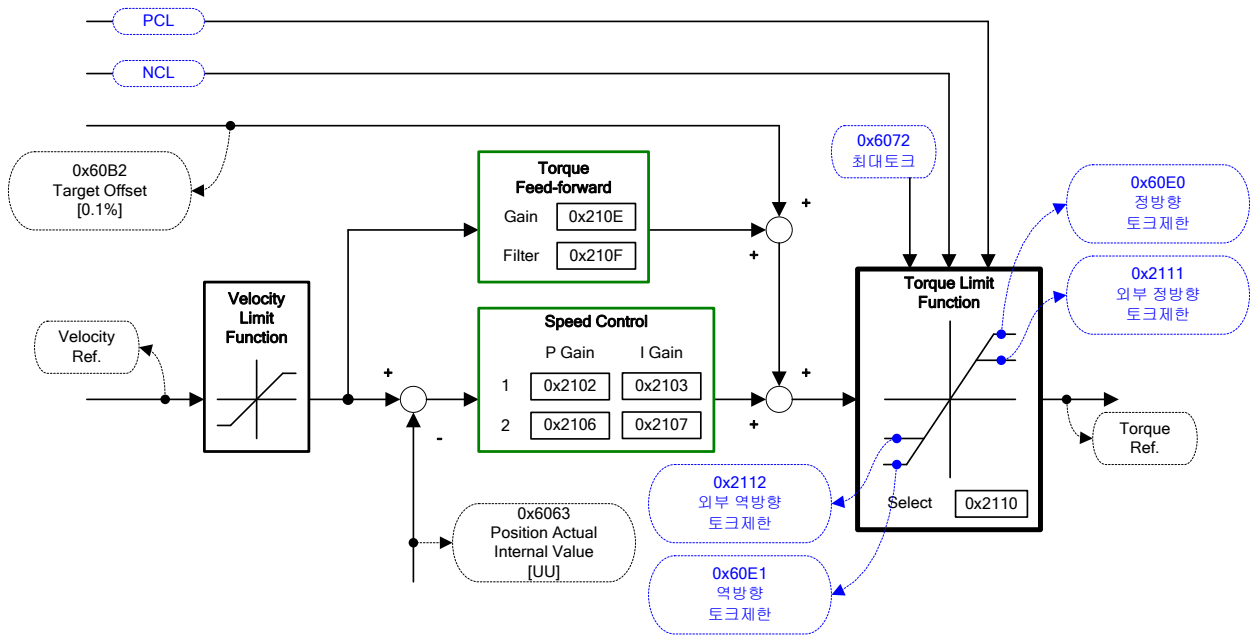 PCL
NCL
0x60B2
Target Offset
[0.1%]
Torque
Feed-forward
Gain
0x210E
Filter
0x210F
+
+
0x6072
최대토크
0x60E0
정방향
토크제한
0x2111
외부 정방향
토크제한
Velocity
Ref.
Velocity
Limit
Function
+
-
Speed Control
P Gain
I Gain
1
0x2102
0x2103
2
0x2106
0x2107
+
+
Torque Limit
Function
Select
0x2110
Torque
Ref.
0x2112
외부 역방향
토크제한
0x6063
Position Actual
Internal Value
[UU]
0x60E1
역방향
토크제한